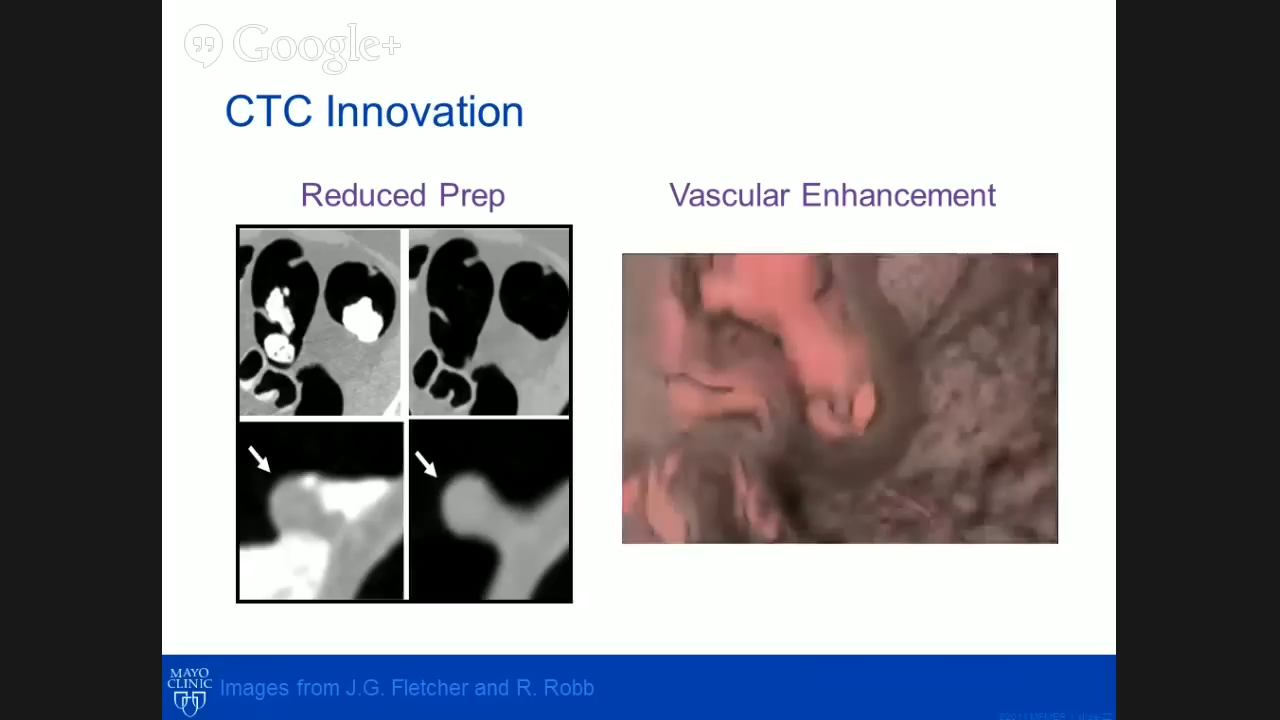 Google+
CTC Innovation
Reduced Prep
Vascular Enhancement
MAYO
CLINIC
Images from J.G. Fletcher and R. Robb